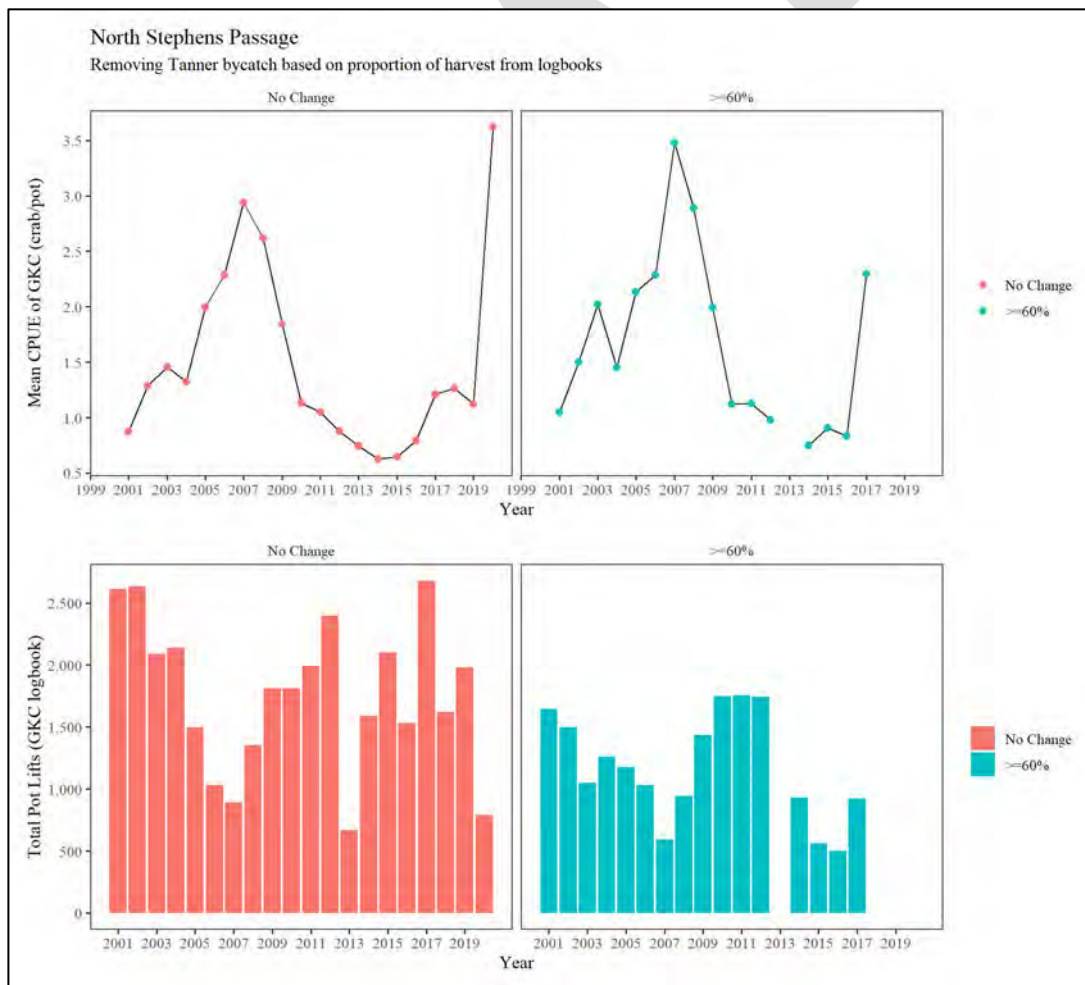 North Stephens Passage
Removing Tanner bycatch based on proportion of harvest from logbooks
No Change
>=60%
Mean CPUE of GKC (crab/pot)
3.5
3.0
2.5
2.0
1.5
1.0
0.5
1999 2001 2003 2005 2007 2009 2011 2013 2015 2017 2019
1999 2001 2003 2005 2007 2009 2011 2013 2015 2017 2019
Year
No Change
>=60%
No Change
>=60%
Total Pot Lifts (GKC logbook)
2,500
2,000
1,500
1,000
500
0
2001 2003 2005 2007 2009 2011 2013 2015 2017 2019
2001 2003 2005 2007 2009 2011 2013 2015 2017 2019
Year
No Change
>=60%